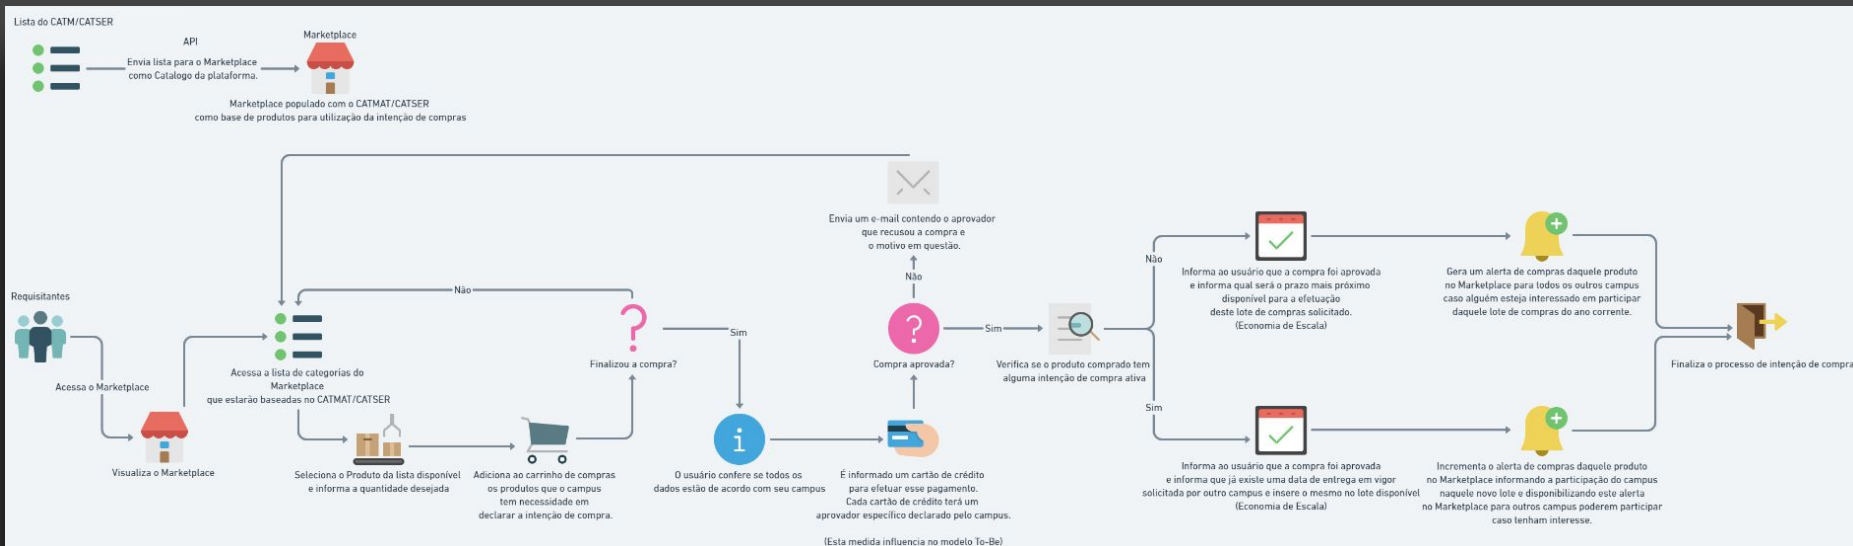 Lista do CATM/CATSER
API
Envia lista para o Marketplace
como Catalogo da plataforma.
Marketplace
Marketplace populado com o CATMAT/CATSER
como base de produtos para utilização da intenção de compras
Requisitantes
Acessa o Marketplace
Visualiza o Marketplace
Acessa a lista de categorias do
Marketplace
que estarão baseadas no CATMAT/CATSER
Seleciona o Produto da lista disponível
e informa a quantidade desejada
Adiciona ao carrinho de compras
os produtos que o campus
tem necessidade em
declarar a intenção de compra.
Não
Finalizou a compra?
Sim
O usuário confere se todos os
dados estão de acordo com seu campus
É informado um cartão de crédito
para efetuar esse pagamento.
Cada cartão de crédito terá um
aprovador específico declarado pelo campus.
(Esta medida influencia no modelo To-Be)
Compra aprovada?
Não
Envia um e-mail contendo o aprovador
que recusou a compra e
o motivo em questão.
Sim
Verifica se o produto comprado tem
alguma intenção de compra ativa
Não
Informa ao usuário que a compra foi aprovada
e informa qual será o prazo mais próximo
disponível para a efetuação
deste lote de compras solicitado.
(Economia de Escala)
Gera um alerta de compras daquele produto
no Marketplace para todos os outros campus
caso alguém esteja interessado em participar
daquele lote de compras do ano corrente.
Sim
Informa ao usuário que a compra foi aprovada
e informa que já existe uma data de entrega em vigor
solicitada por outro campus e insere o mesmo no lote disponível
(Economia de Escala)
Incrementa o alerta de compras daquele produto
no Marketplace informando a participação do campus
naquele novo lote e disponibilizando este alerta
no Marketplace para outros campus poderem participar
caso tenham interesse.
Finaliza o processo de intenção de compra